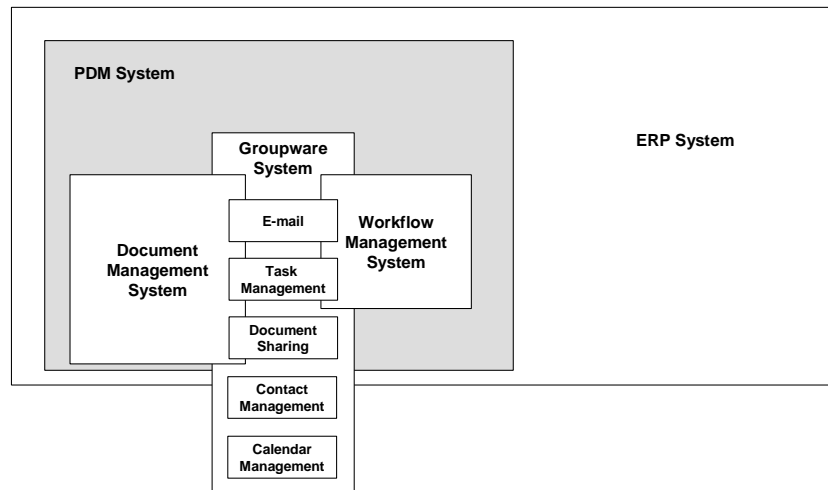 PDM System
ERP System
Groupware
System
E-mail
Workflow
Management
System
Document
Management
System
Task
Management
Document
Sharing
Contact
Management
Calendar
Management